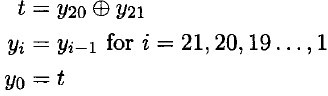 t = y₂₀ ⊕ y₂₁
yᵢ = yᵢ₋₁ for i = 21, 20, 19 ..., 1
y₀ = t